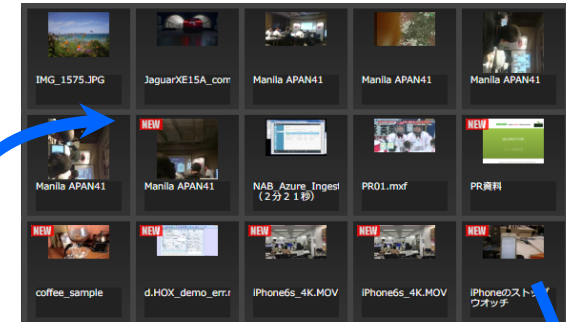 IMG_1575.JPG
JaguarXE15A_com
Manila APAN41
Manila APAN41
Manila APAN41
NEW
NEW
Manila APAN41
Manila APAN41
NAB_Azure_Ingest
(2分21秒)
PR01.mxf
PR資料
NEW
NEW
NEW
NEW
NEW
coffee_sample
d.HOX_demo_err.r
iPhone6s_4K.MOV
iPhone6s_4K.MOV
iPhoneのストップ
ウオッチ